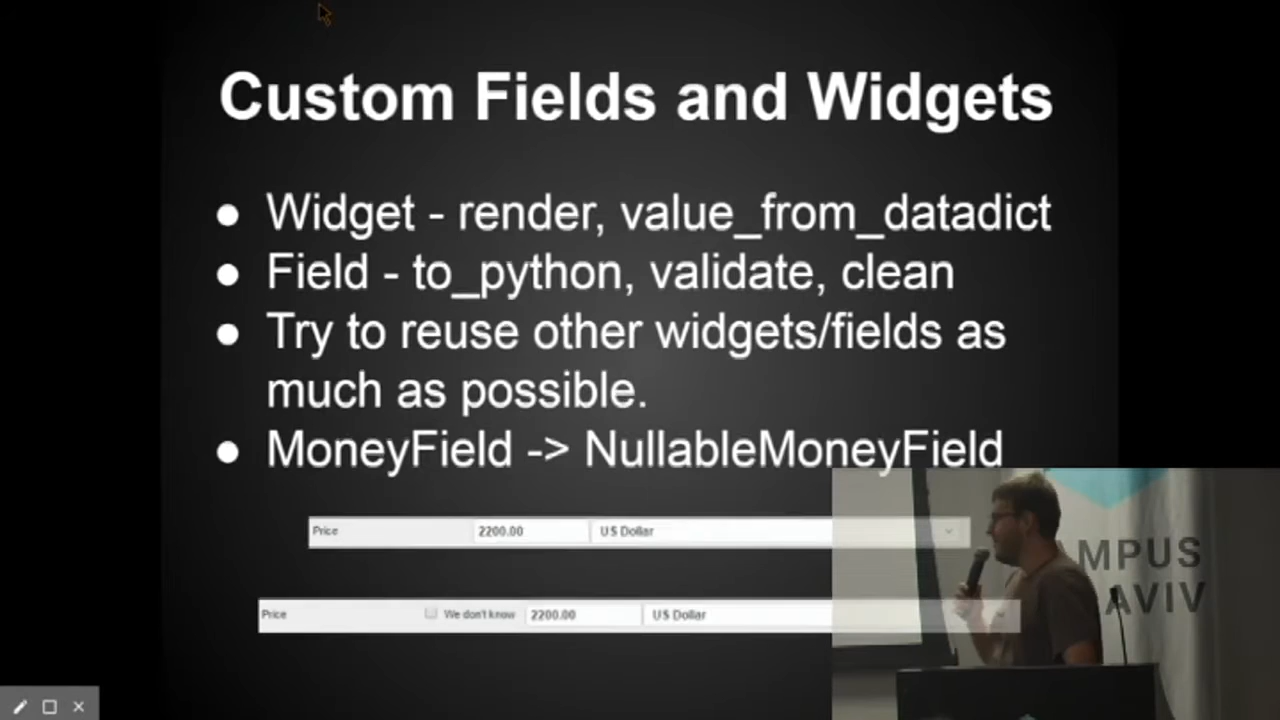 Custom Fields and Widgets
● Widget - render, value_from_datadict
● Field - to_python, validate, clean
● Try to reuse other widgets/fields as
much as possible.
● MoneyField -> NullableMoneyField
Price 2200.00 US Dollar
Price We don't know 2200.00 US Dollar
MPUS
AVIV